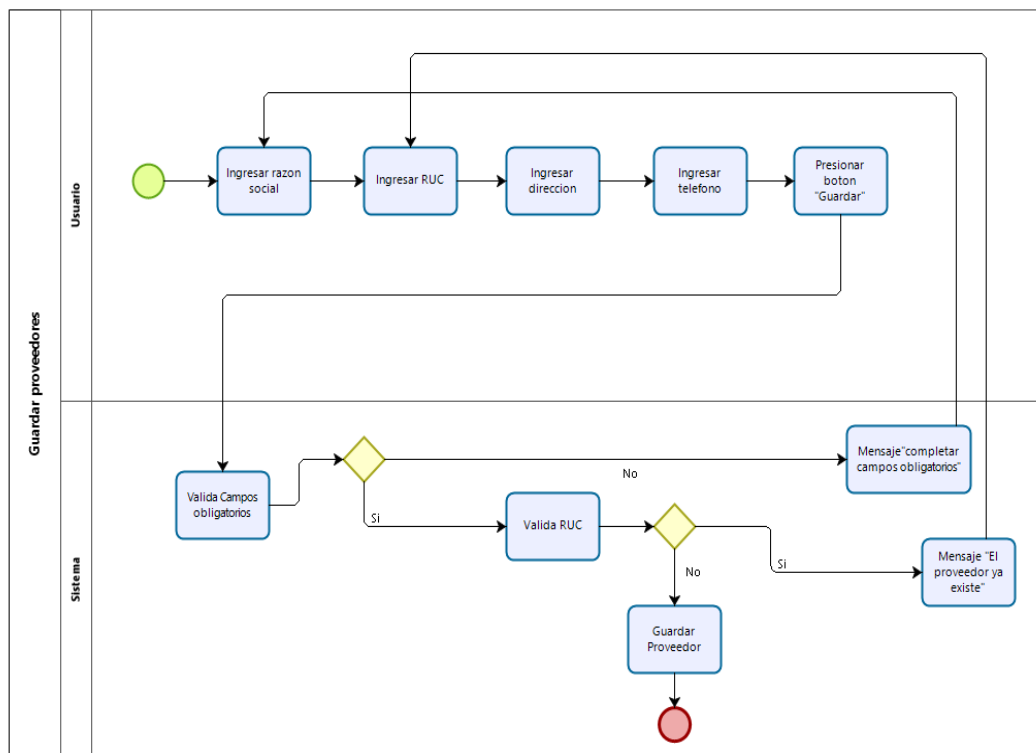 Guardar proveedores
Usuario
Ingresar razon
social
Ingresar RUC
Ingresar
direccion
Ingresar
telefono
Presionar
boton
"Guardar"
Sistema
Valida Campos
obligatorios
No
Mensaje"completar
campos obligatorios"
Si
Valida RUC
No
Si
Mensaje "El
proveedor ya
existe"
Guardar
Proveedor